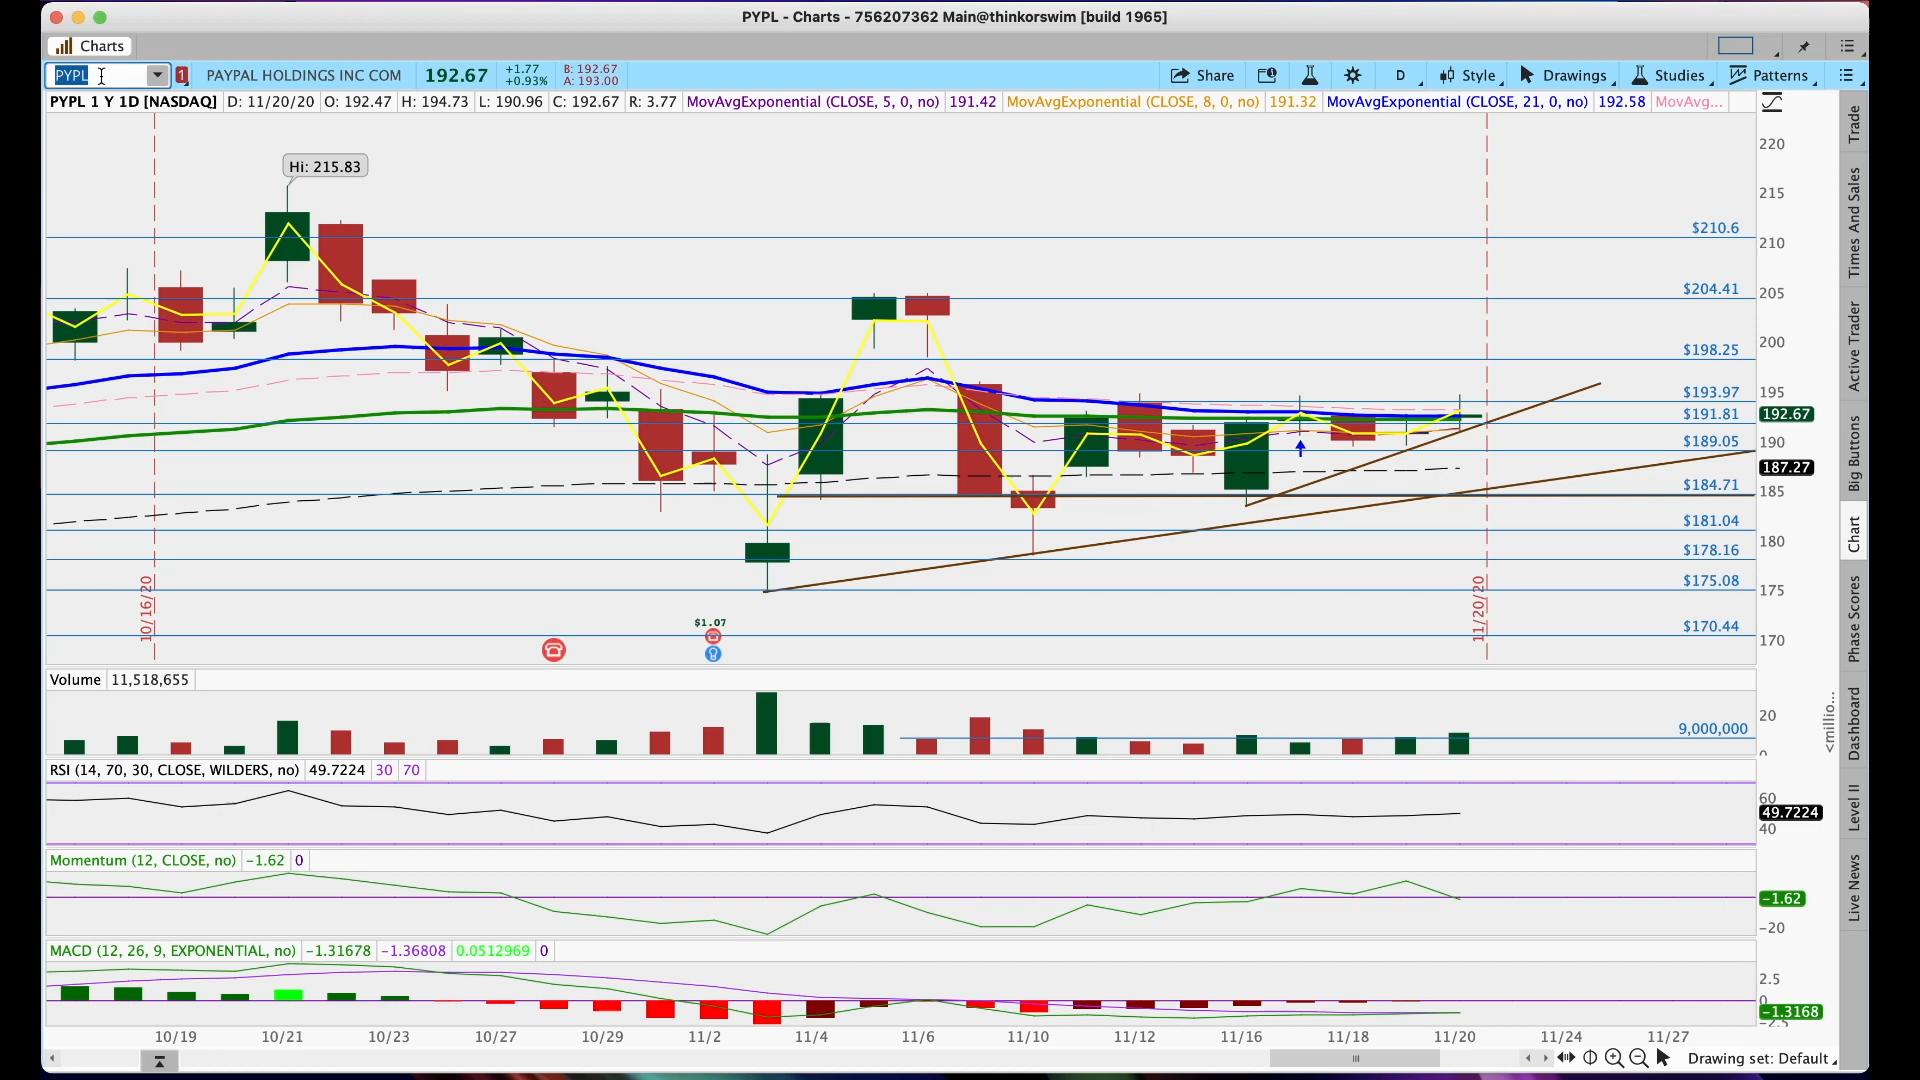 PYPL - Charts - 756207362 Main@thinkorswim [build 1965]
Charts
PYPL 1 PAYPAL HOLDINGS INC COM 192.67 +1.77 +0.93% B: 192.67 A: 193.00 Share D Style Drawings Studies Patterns
PYPL 1 Y 1D [NASDAQ] D: 11/20/20 O: 192.47 H: 194.73 L: 190.96 C: 192.67 R: 3.77 MovAvgExponential (CLOSE, 5, 0, no) 191.42 MovAvgExponential (CLOSE, 8, 0, no) 191.32 MovAvgExponential (CLOSE, 21, 0, no) 192.58 MovAvg...
Hi: 215.83
220
215
$210.6
210
$204.41
205
200
$198.25
195
$193.97
$191.81
192.67
190
$189.05
187.27
185
$184.71
$181.04
180
$178.16
175
$175.08
$170.44
170
10/16/20
11/20/20
$1.07
Volume 11,518,655
20
9,000,000
0
<millio...
RSI (14, 70, 30, CLOSE, WILDERS, no) 49.7224 30 70
60
49.7224
40
Momentum (12, CLOSE, no) -1.62 0
-1.62
-20
MACD (12, 26, 9, EXPONENTIAL, no) -1.31678 -1.36808 0.0512969 0
2.5
0
-1.3168
-2.5
10/19 10/21 10/23 10/27 10/29 11/2 11/4 11/6 11/10 11/12 11/16 11/18 11/20 11/24 11/27
Drawing set: Default
Trade
Times And Sales
Active Trader
Big Buttons
Chart
Phase Scores
Dashboard
Level II
Live News